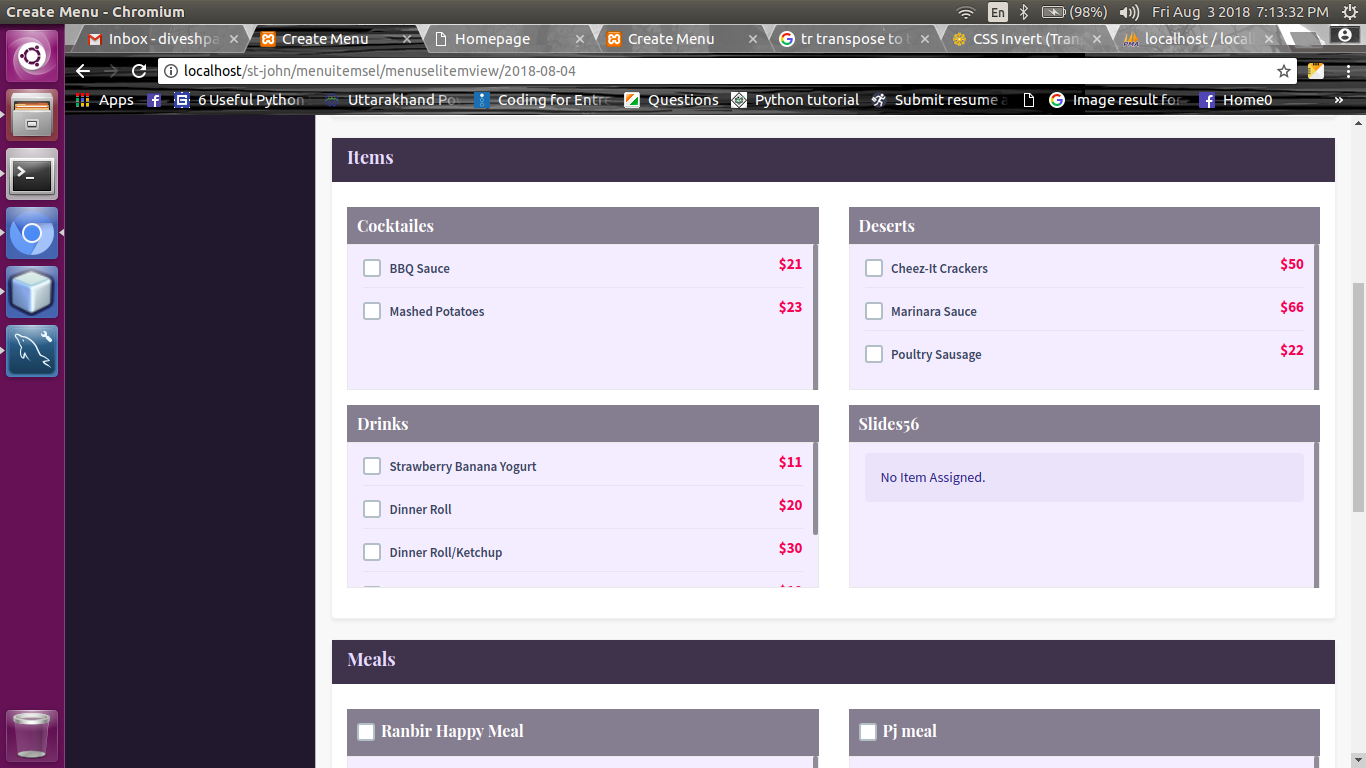 Create Menu - Chromium
En
(98%)
Fri Aug 3 2018 7:13:32 PM
Inbox - diveshpa
Create Menu
Homepage
Create Menu
tr transpose to t
CSS Invert (Tran
localhost / local
localhost/st-john/menuitemsel/menuselitemview/2018-08-04
Apps
6 Useful Python
Uttarakhand Po
Coding for Entre
Questions
Python tutorial
Submit resume a
Image result for
Home0
»
Items
Cocktailes
BBQ Sauce $21
Mashed Potatoes $23
Deserts
Cheez-It Crackers $50
Marinara Sauce $66
Poultry Sausage $22
Drinks
Strawberry Banana Yogurt $11
Dinner Roll $20
Dinner Roll/Ketchup $30
Slides56
No Item Assigned.
Meals
Ranbir Happy Meal
Pj meal